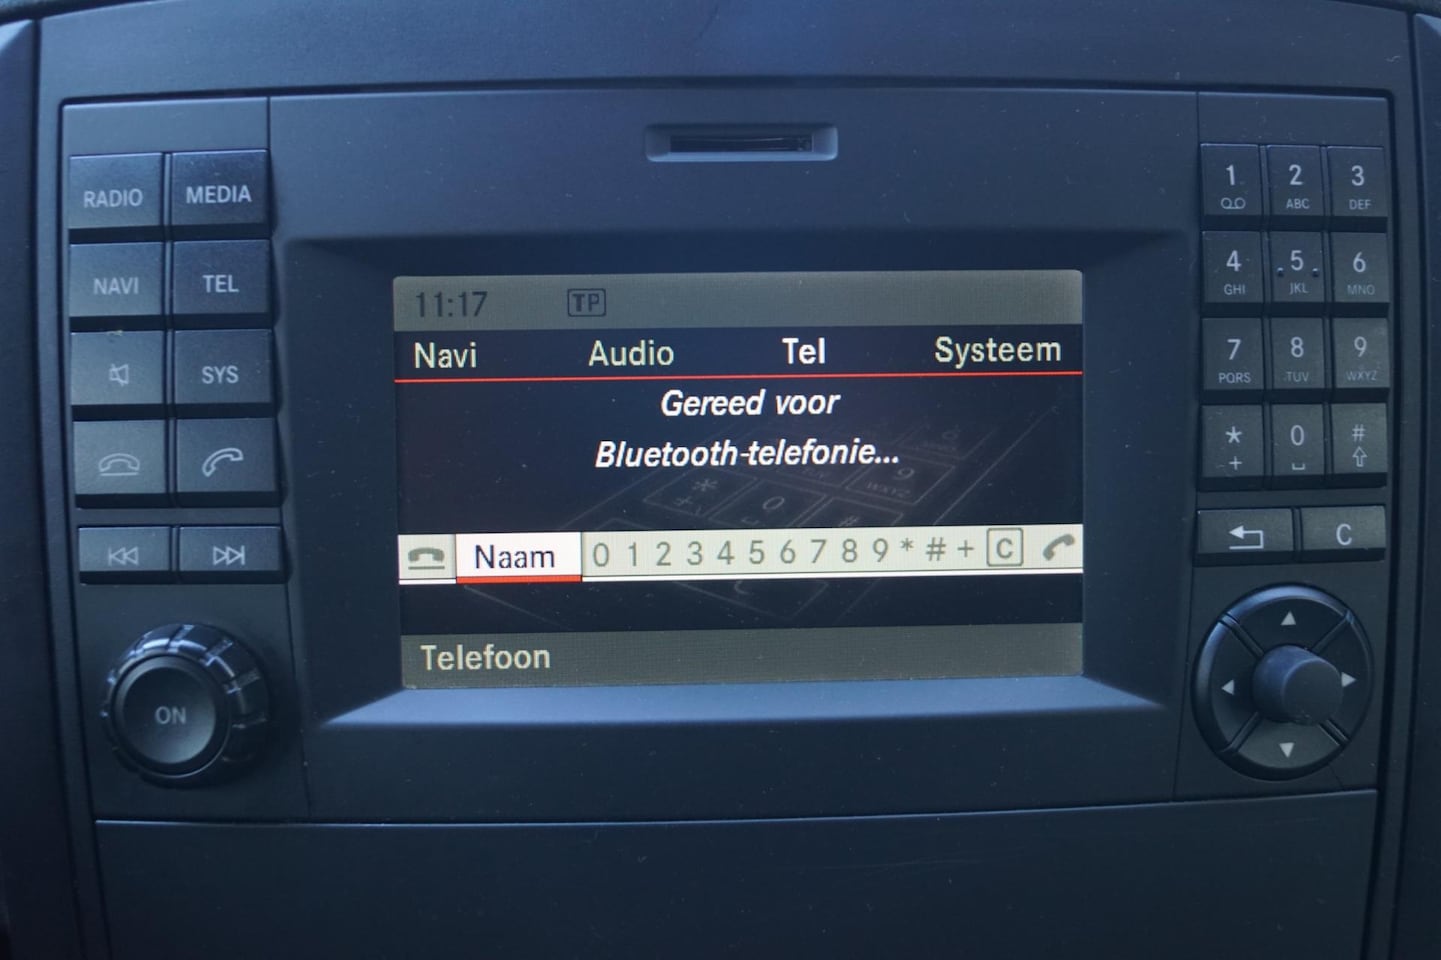 RADIO MEDIA
NAVI TEL
SYS
ON
11:17 TP
Navi Audio Tel Systeem
Gereed voor
Bluetooth-telefonie...
Naam 0 1 2 3 4 5 6 7 8 9 * # + C
Telefoon
1 2 3
ABC DEF
4 5 6
GHI JKL MNO
7 8 9
PQRS TUV WXYZ
* 0 #
+
C